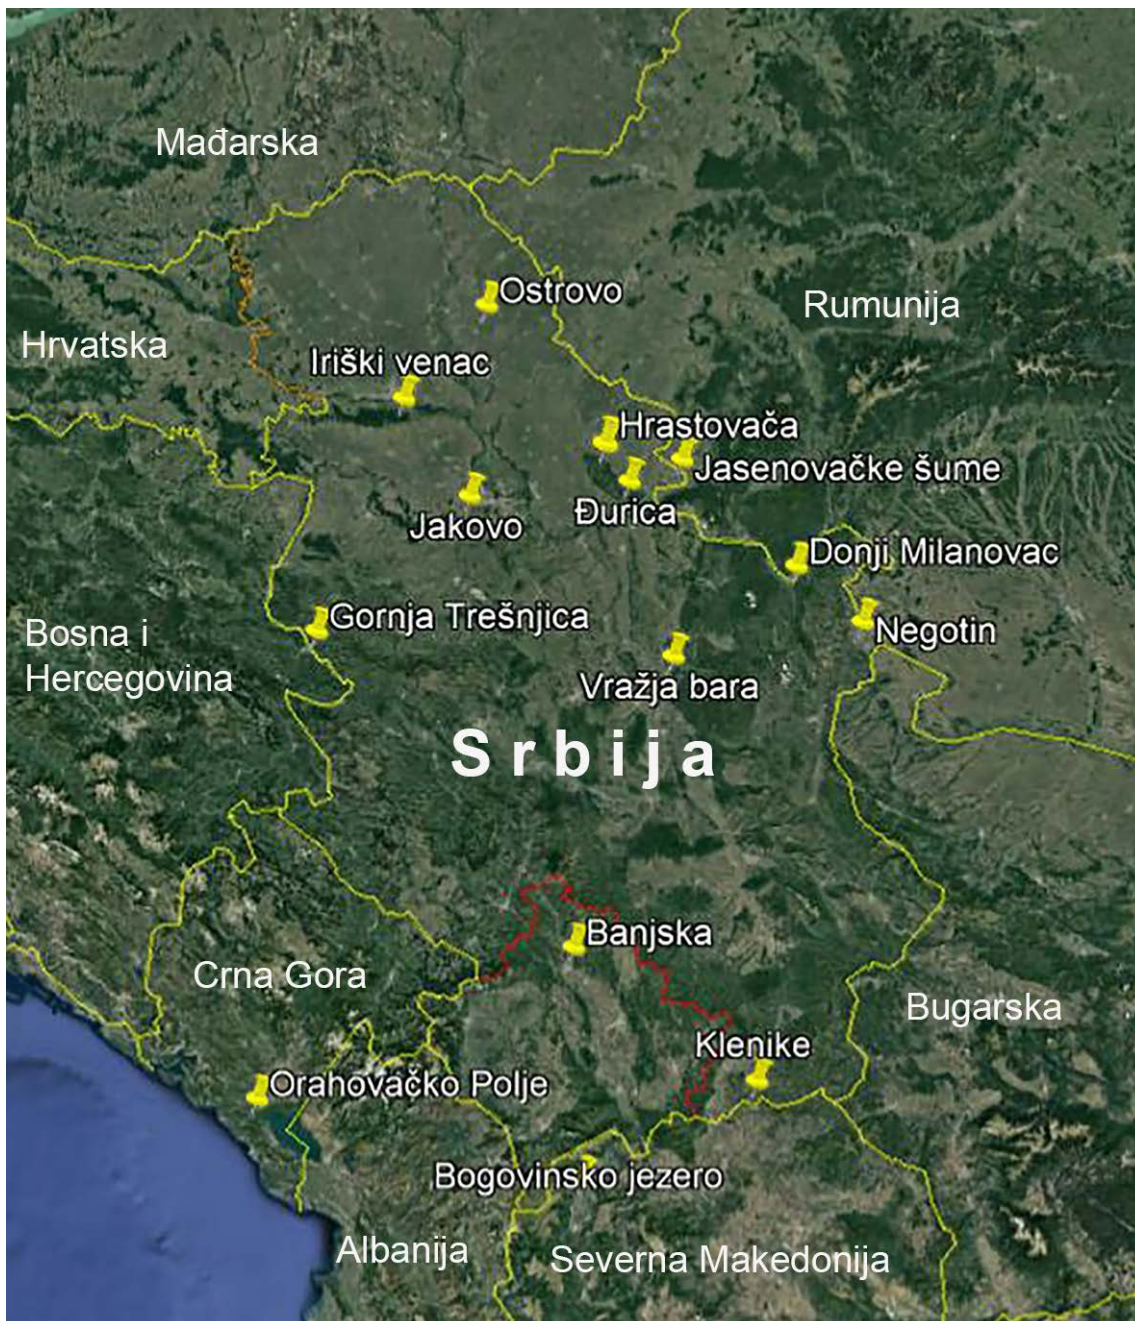 Mađarska
Ostrovo
Rumunija
Hrvatska
Iriški venac
Hrastovača
Jasenovačke šume
Đurica
Jakovo
Donji Milanovac
Gornja Trešnjica
Negotin
Bosna i
Hercegovina
Vražja bara
Srbija
Banjska
Crna Gora
Bugarska
Klenike
Orahovačko Polje
Bogovinsko jezero
Albanija
Severna Makedonija